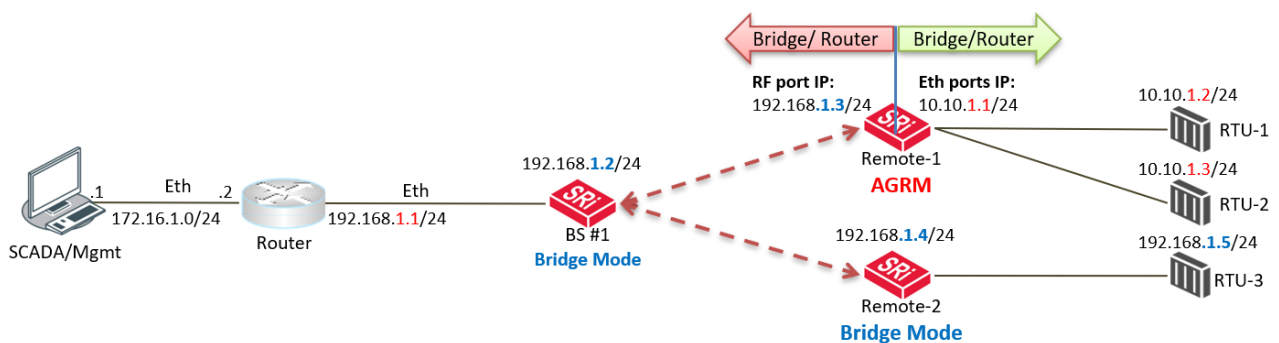 Bridge/ Router
Bridge/Router
RF port IP:
192.168.1.3/24
Eth ports IP:
10.10.1.1/24
SRi
Remote-1
AGRM
10.10.1.2/24
RTU-1
10.10.1.3/24
RTU-2
192.168.1.2/24
SRi
BS #1
Bridge Mode
.1
Eth
.2
172.16.1.0/24
SCADA/Mgmt
Router
Eth
192.168.1.1/24
192.168.1.4/24
SRi
Remote-2
Bridge Mode
192.168.1.5/24
RTU-3